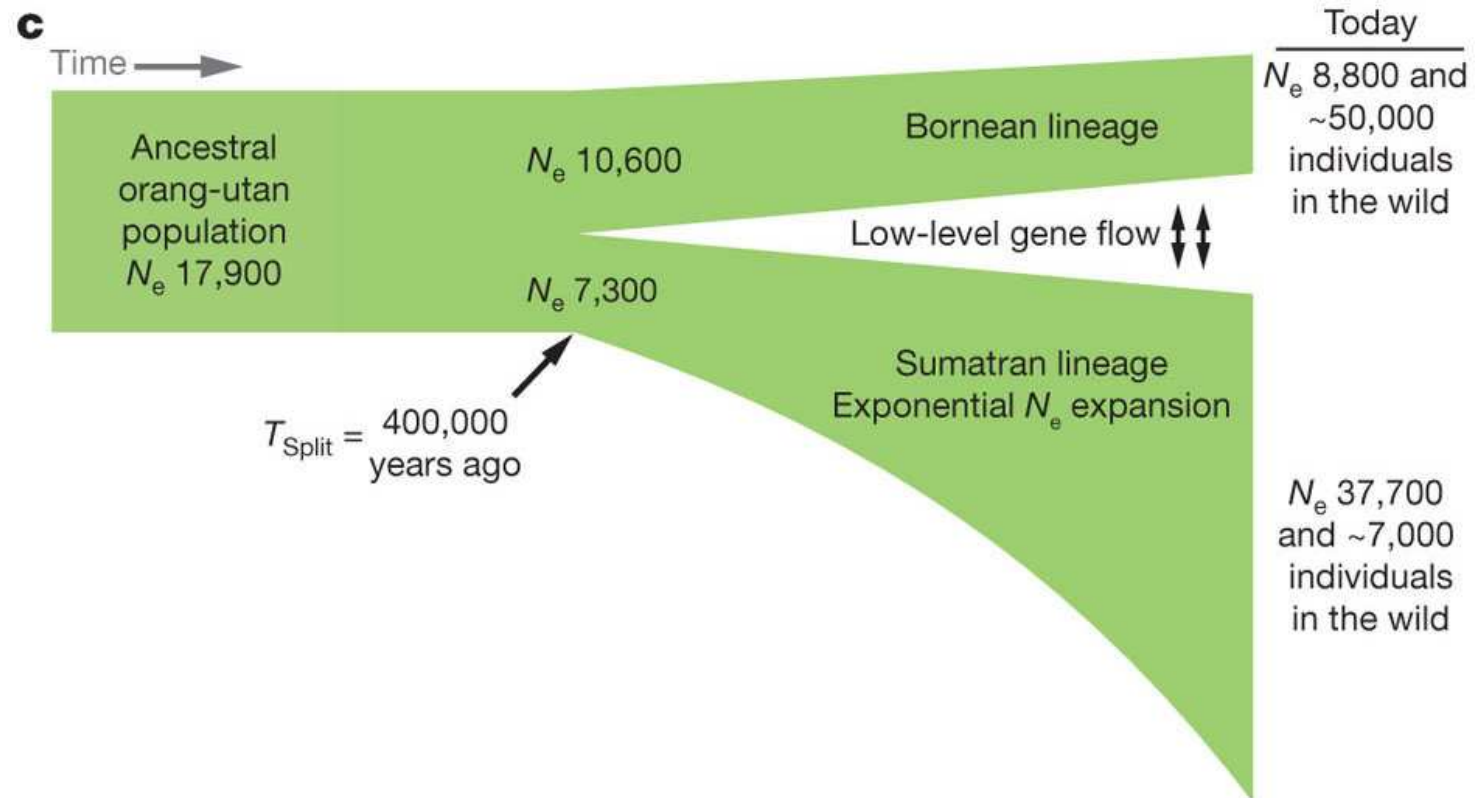 c
Time
Ancestral
orang-utan
population
Ne 17,900
Ne 10,600
Ne 7,300
TSplit = 400,000
years ago
Bornean lineage
Low-level gene flow
Sumatran lineage
Exponential Ne expansion
Today
Ne 8,800 and
~50,000
individuals
in the wild
Ne 37,700
and ~7,000
individuals
in the wild